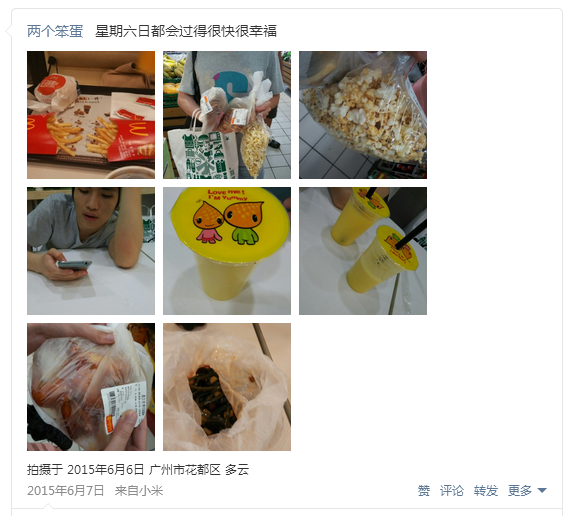 两个笨蛋 星期六日都会过得很快很幸福
LOVE him!
I'm Yummy
拍摄于 2015年6月6日 广州市花都区 多云
2015年6月7日 来自小米
赞 评论 转发 更多